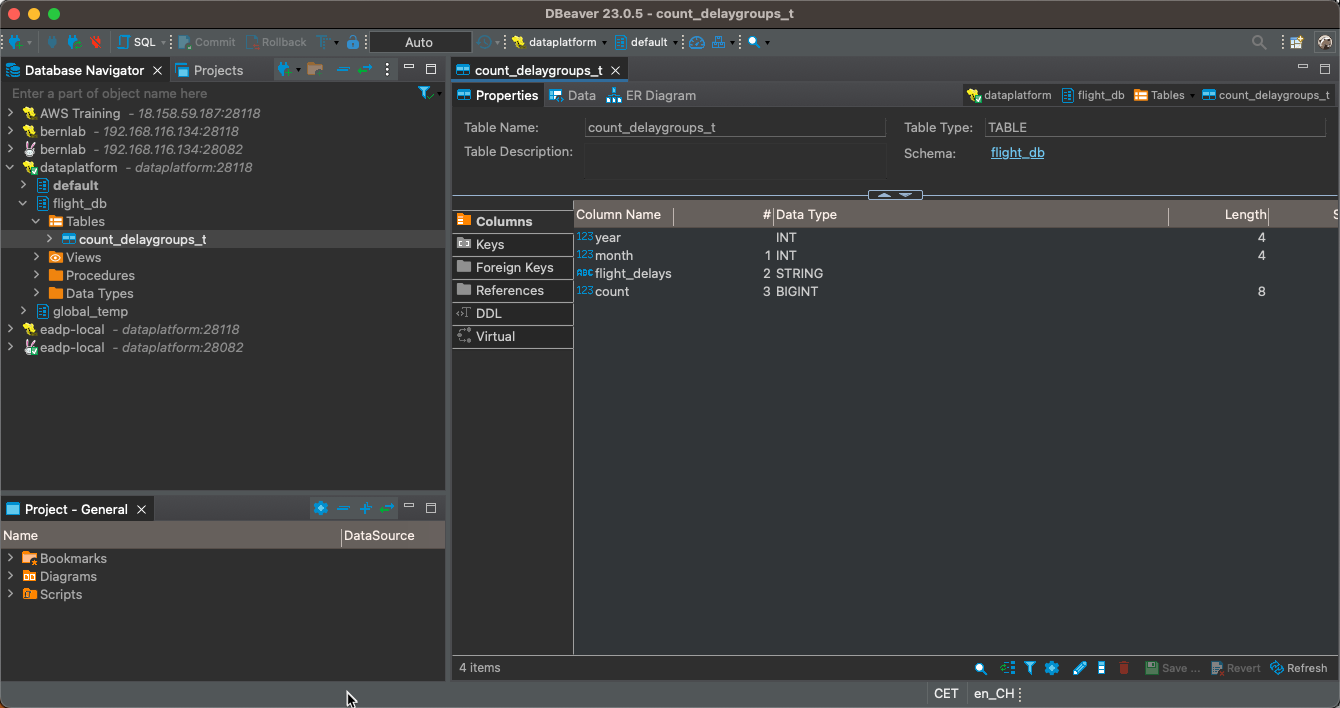 DBeaver 23.0.5 - count_delaygroups_t
SQL Commit Rollback Auto dataplatform default
Database Navigator Projects
Enter a part of object name here
AWS Training - 18.158.59.187:28118
bernlab - 192.168.116.134:28118
bernlab - 192.168.116.134:28082
dataplatform - dataplatform:28118
default
flight_db
Tables
count_delaygroups_t
Views
Procedures
Data Types
global_temp
eadp-local - dataplatform:28118
eadp-local - dataplatform:28082
Project - General
Name DataSource
Bookmarks
Diagrams
Scripts
count_delaygroups_t
Properties Data ER Diagram dataplatform flight_db Tables count_delaygroups_t
Table Name: count_delaygroups_t Table Type: TABLE
Table Description: Schema: flight_db
Columns
Keys
Foreign Keys
References
DDL
Virtual
Column Name # Data Type Length S
123 year INT 4
123 month 1 INT 4
ABC flight_delays 2 STRING
123 count 3 BIGINT 8
4 items Save ... Revert Refresh
CET en_CH